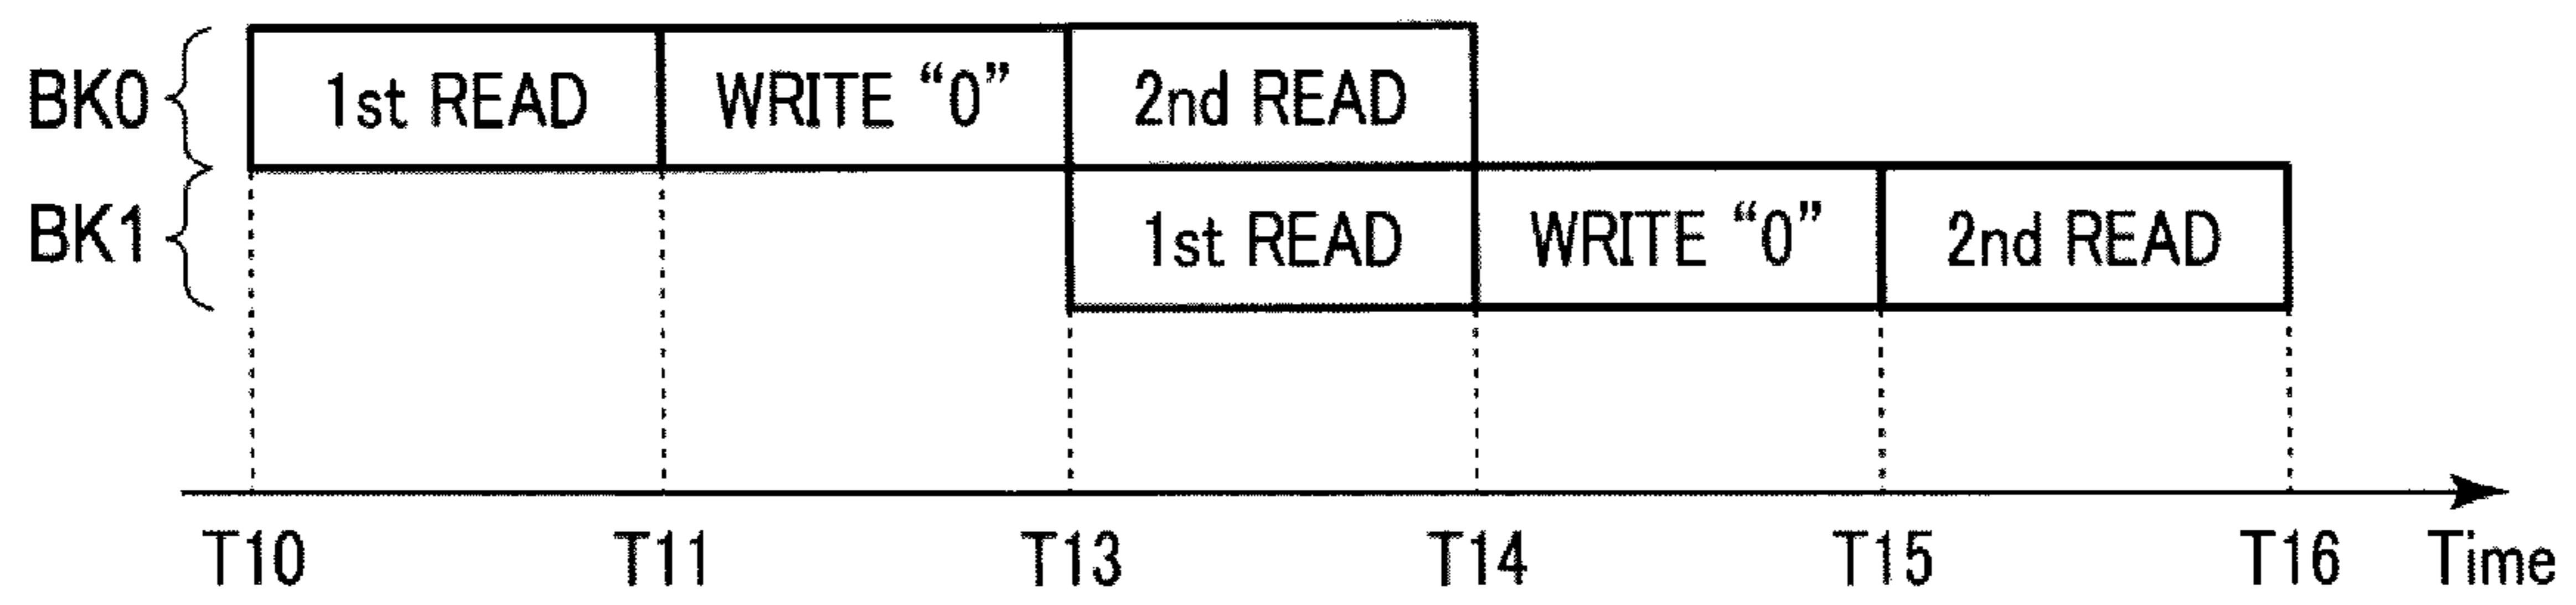 BK0 1st READ WRITE “0” 2nd READ
BK1 1st READ WRITE “0” 2nd READ
T10 T11 T13 T14 T15 T16 Time